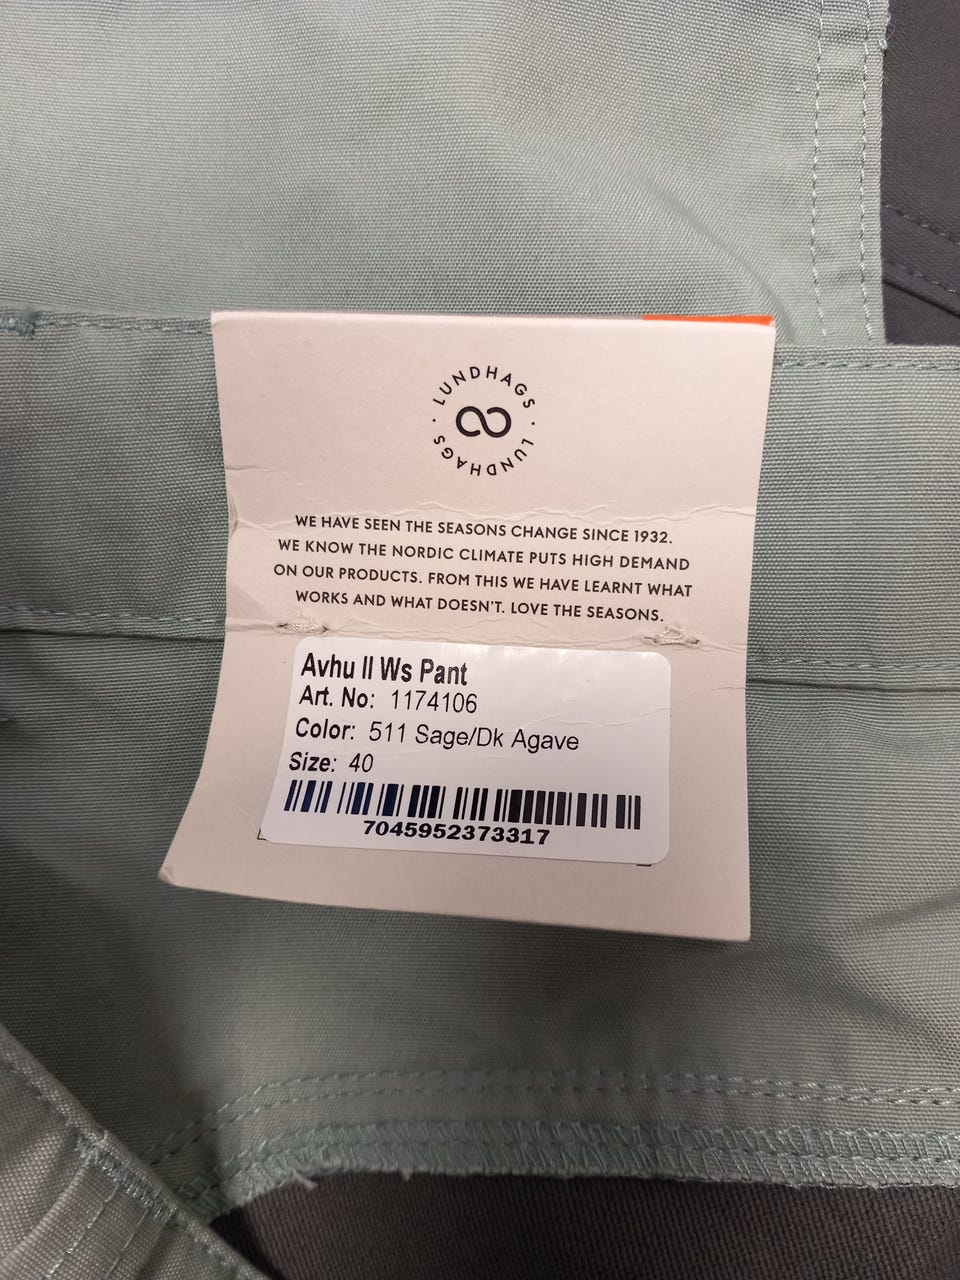 LUNDHAGS · LUNDHAGS ·
WE HAVE SEEN THE SEASONS CHANGE SINCE 1932.
WE KNOW THE NORDIC CLIMATE PUTS HIGH DEMAND
ON OUR PRODUCTS. FROM THIS WE HAVE LEARNT WHAT
WORKS AND WHAT DOESN'T. LOVE THE SEASONS.
Avhu II Ws Pant
Art. No: 1174106
Color: 511 Sage/Dk Agave
Size: 40
7045952373317